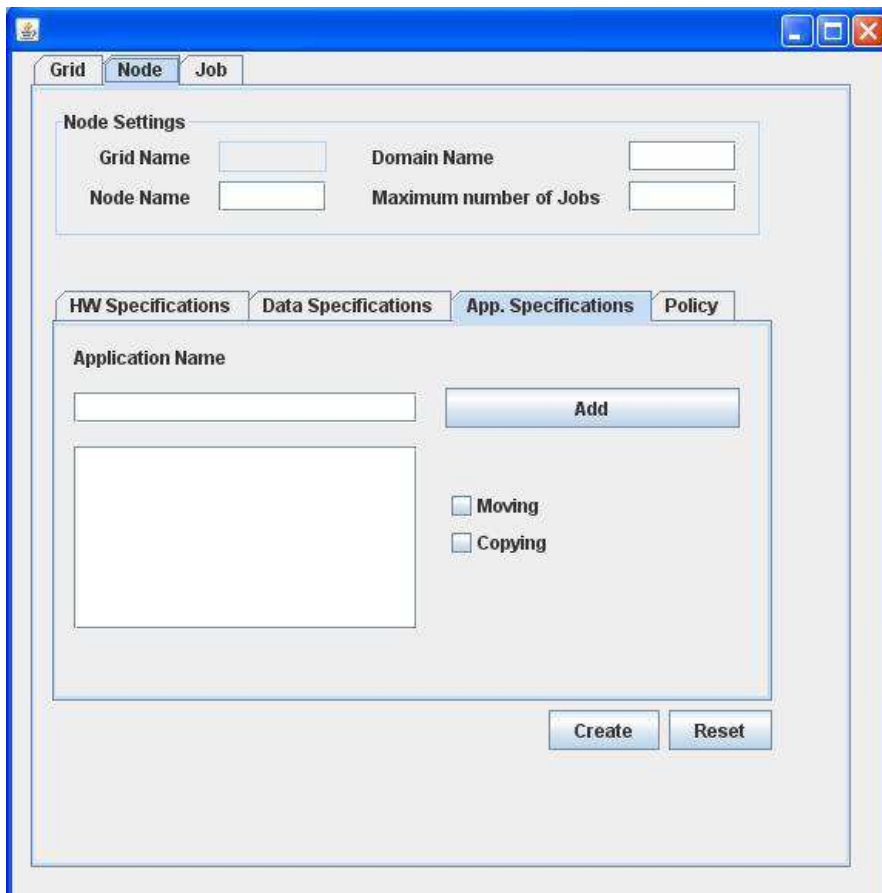 Grid Node Job
Node Settings
Grid Name Domain Name
Node Name Maximum number of Jobs
HW Specifications Data Specifications App. Specifications Policy
Application Name
Add
Moving
Copying
Create Reset